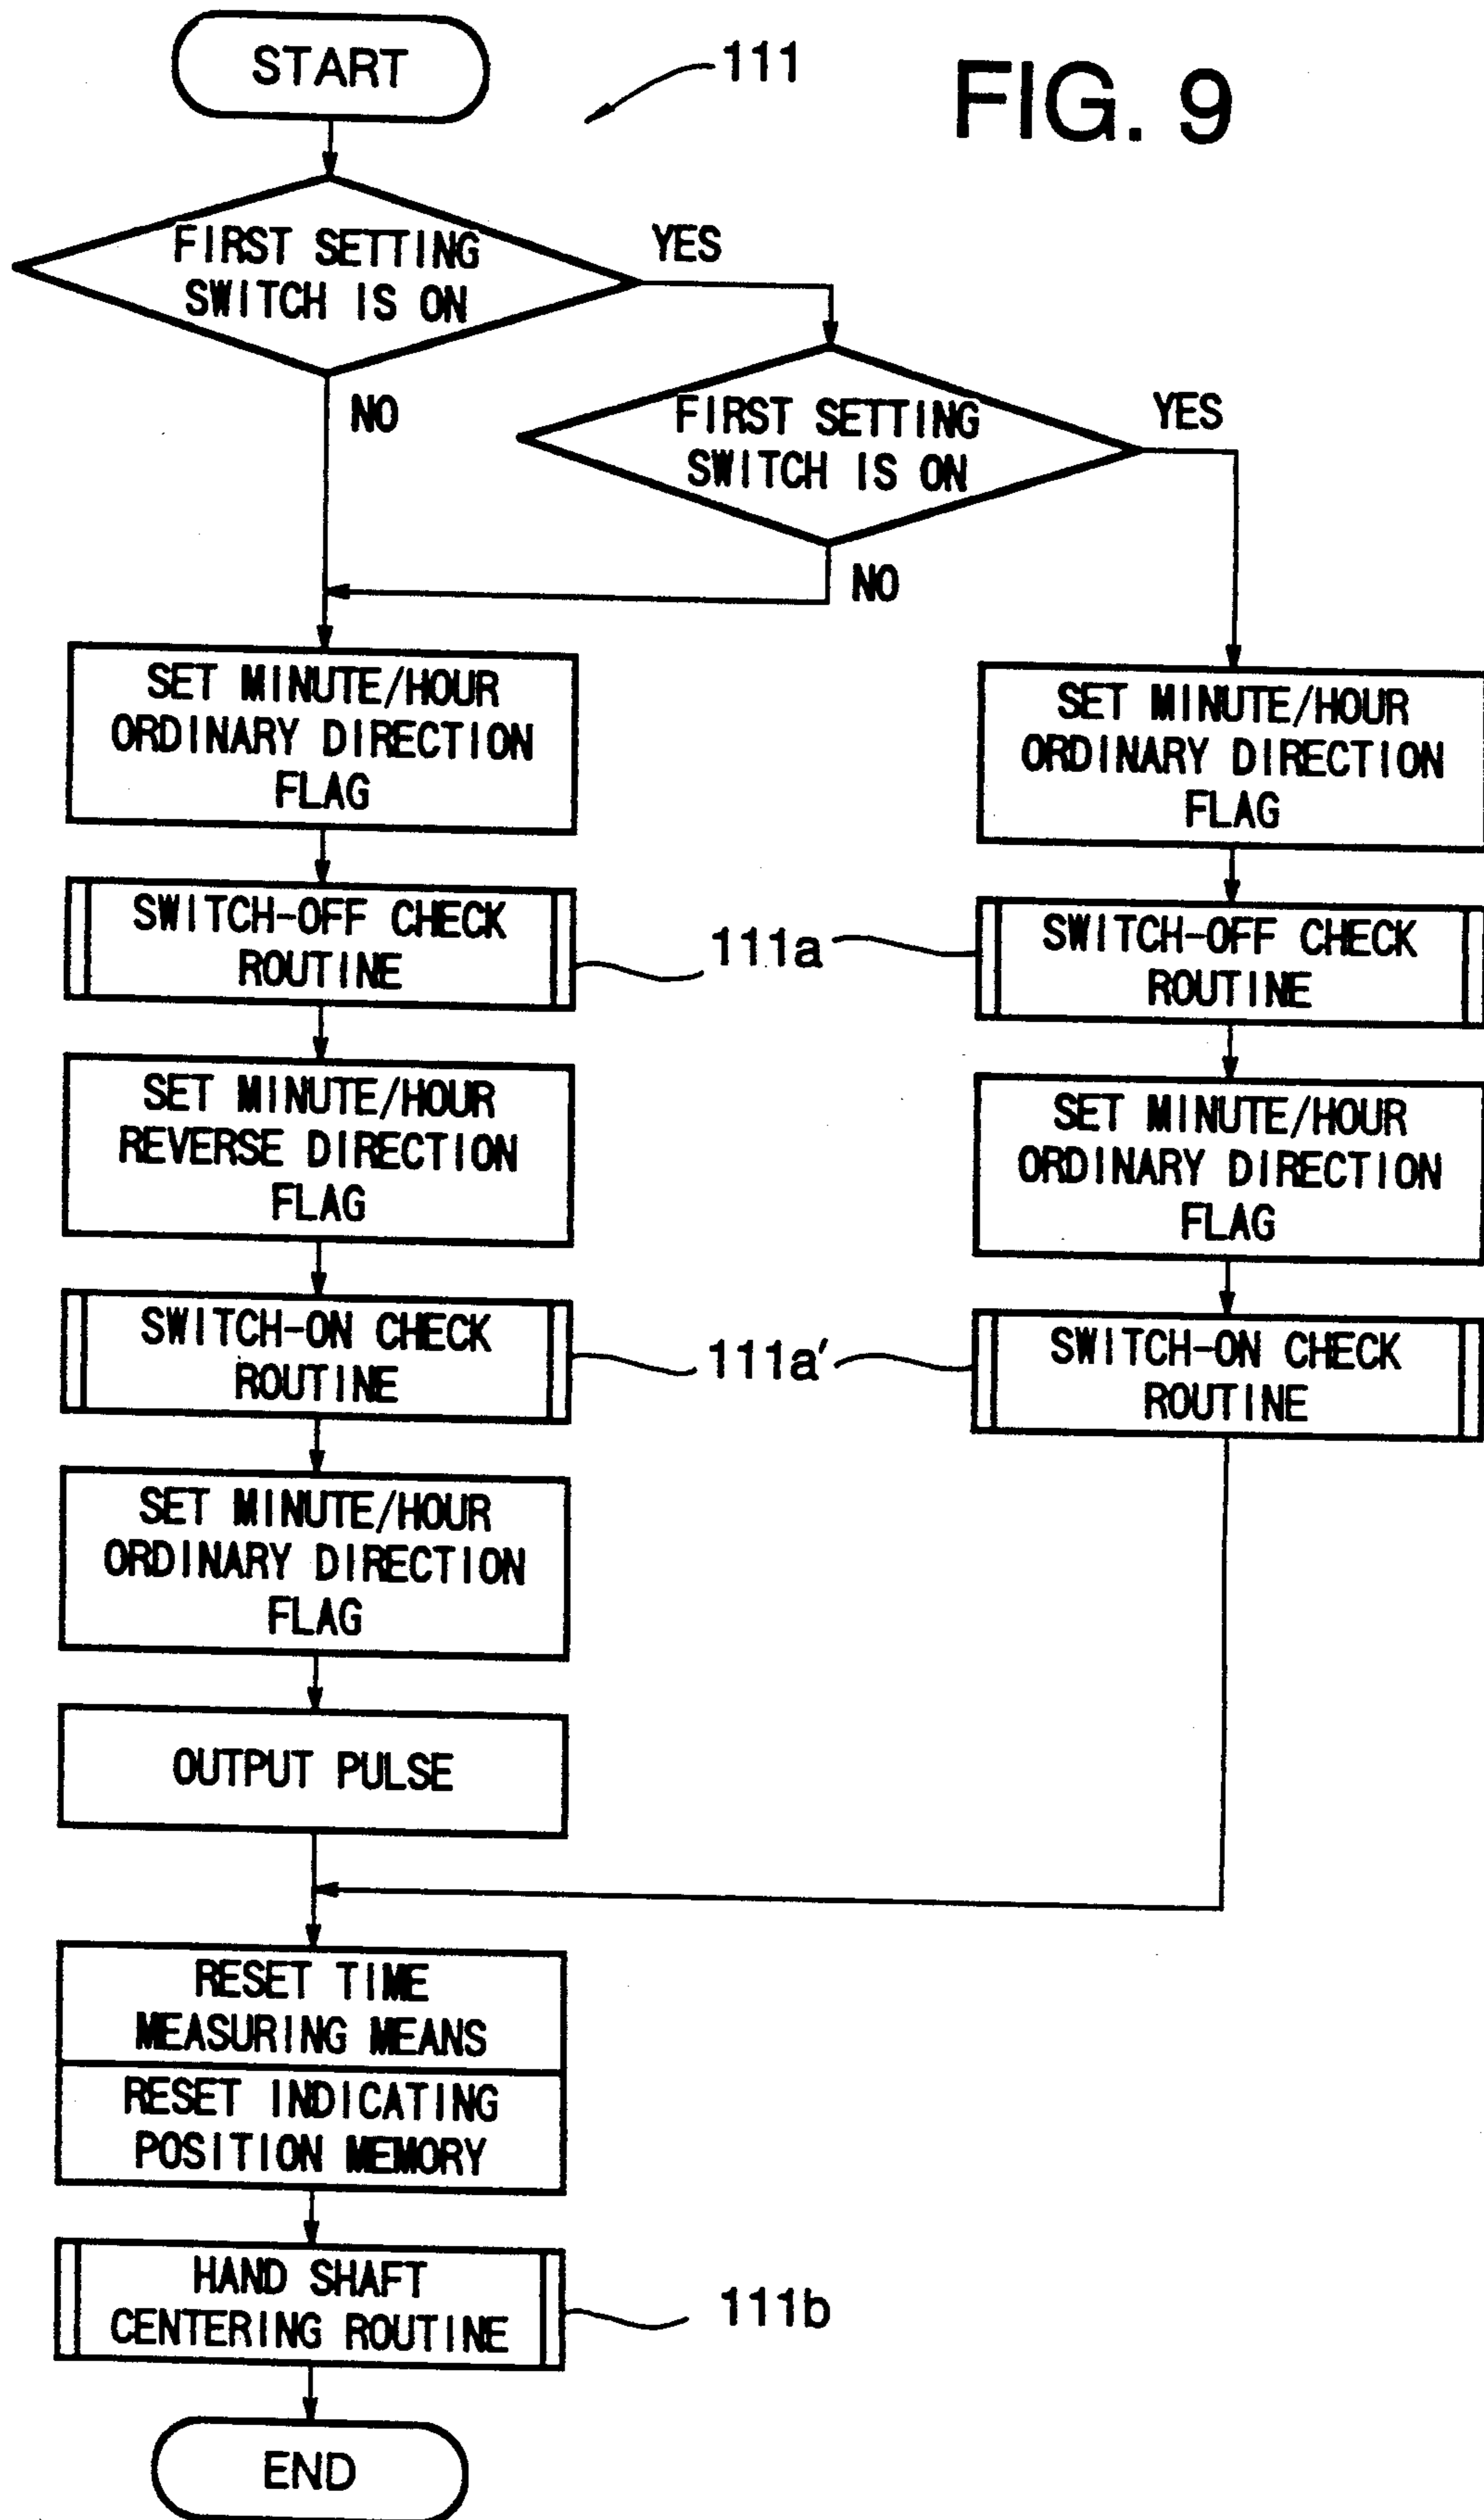 START
111
FIG. 9
FIRST SETTING
SWITCH IS ON
YES
NO
FIRST SETTING
SWITCH IS ON
YES
NO
SET MINUTE/HOUR
ORDINARY DIRECTION
FLAG
SET MINUTE/HOUR
ORDINARY DIRECTION
FLAG
SWITCH-OFF CHECK
ROUTINE
111a
SWITCH-OFF CHECK
ROUTINE
SET MINUTE/HOUR
REVERSE DIRECTION
FLAG
SET MINUTE/HOUR
ORDINARY DIRECTION
FLAG
SWITCH-ON CHECK
ROUTINE
111a'
SWITCH-ON CHECK
ROUTINE
SET MINUTE/HOUR
ORDINARY DIRECTION
FLAG
OUTPUT PULSE
RESET TIME
MEASURING MEANS
RESET INDICATING
POSITION MEMORY
HAND SHAFT
CENTERING ROUTINE
111b
END